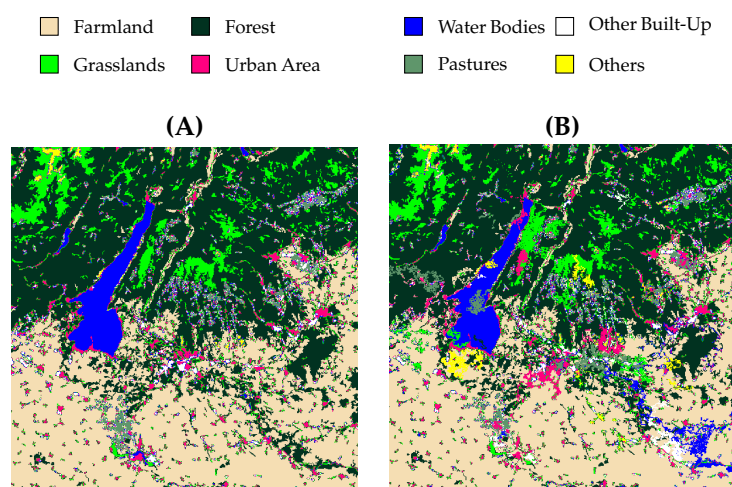 Farmland Forest Water Bodies Other Built-Up
Grasslands Urban Area Pastures Others
(A) (B)